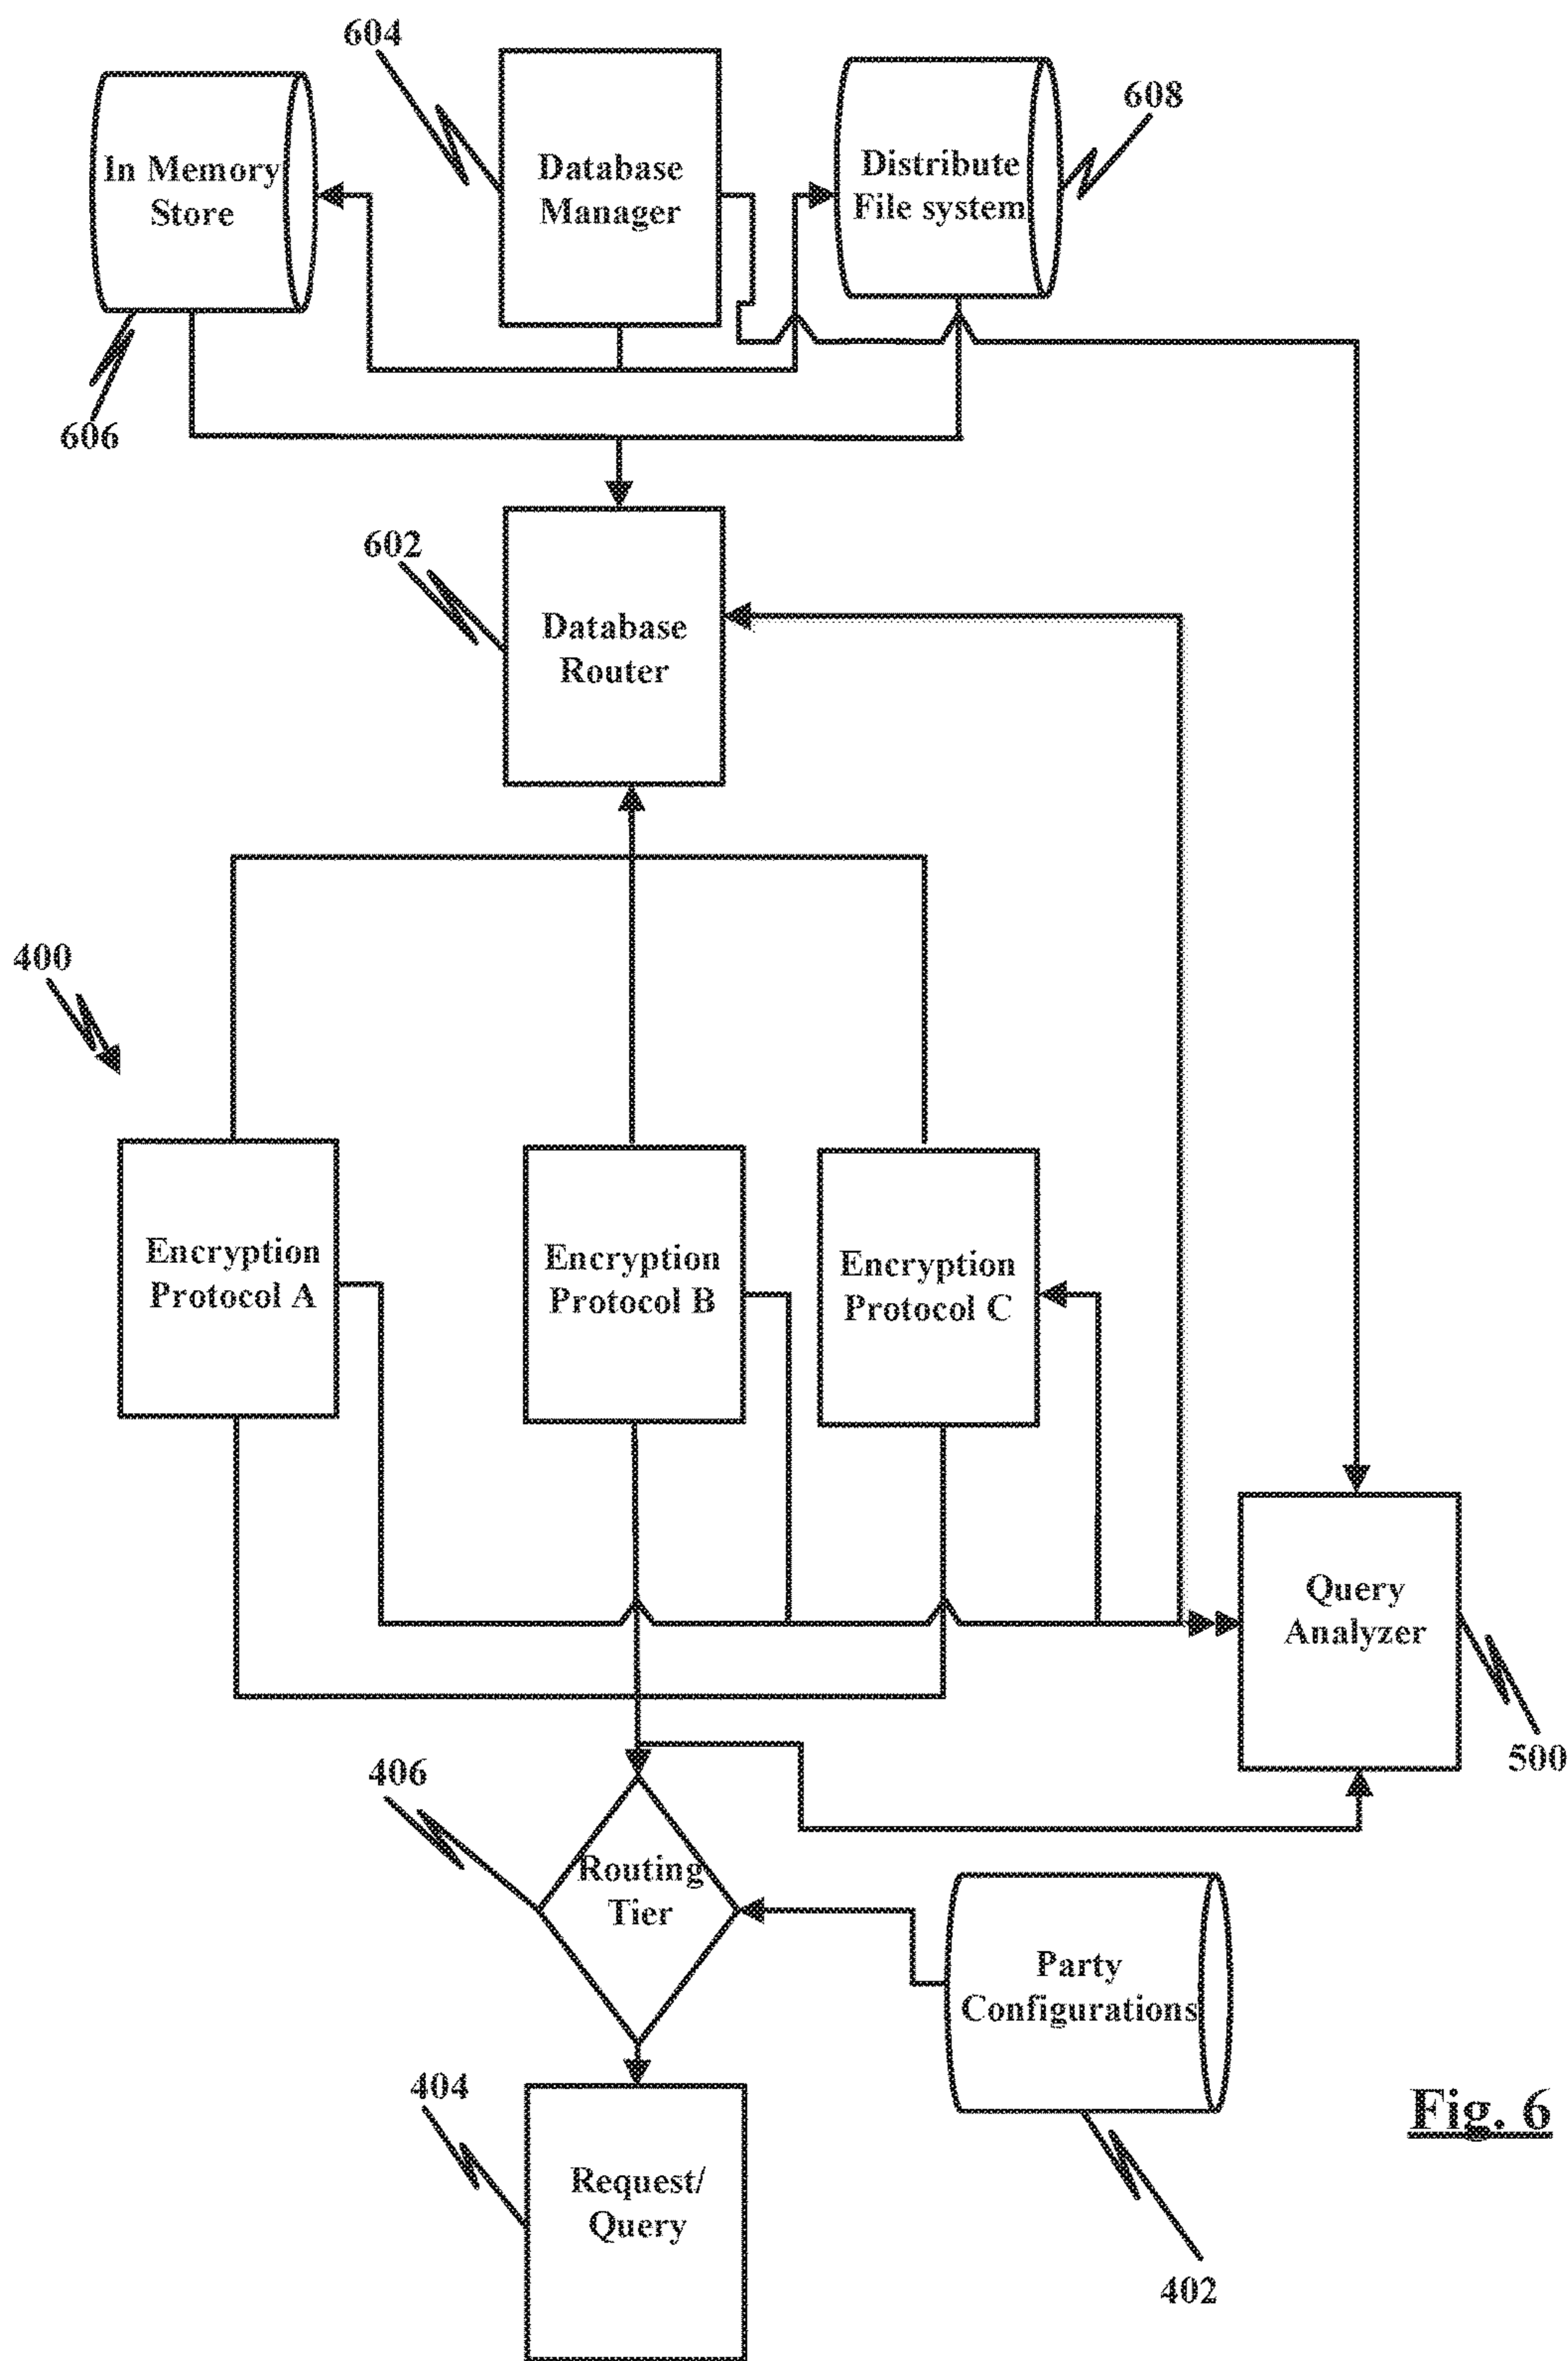 604
608
In Memory
Store
Database
Manager
Distribute
File system
606
602
Database
Router
400
Encryption
Protocol A
Encryption
Protocol B
Encryption
Protocol C
Query
Analyzer
500
406
Routing
Tier
Party
Configurations
404
Request/
Query
402
Fig. 6